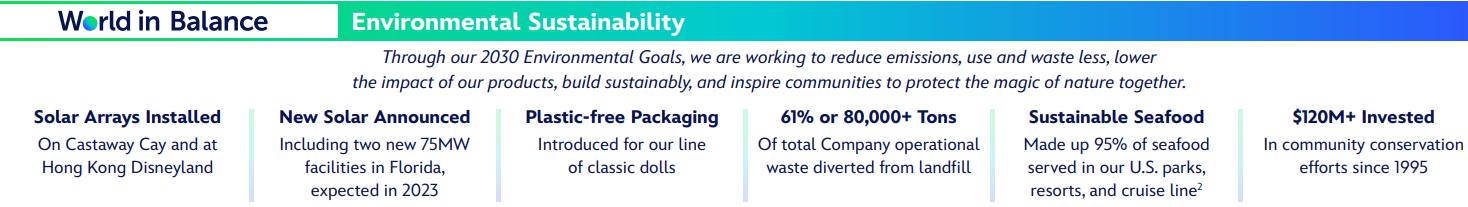 World in Balance
Environmental Sustainability
Through our 2030 Environmental Goals, we are working to reduce emissions, use and waste less, lower
the impact of our products, build sustainably, and inspire communities to protect the magic of nature together.
Solar Arrays Installed
On Castaway Cay and at
Hong Kong Disneyland
New Solar Announced
Including two new 75MW
facilities in Florida,
expected in 2023
Plastic-free Packaging
Introduced for our line
of classic dolls
61% or 80,000+ Tons
Of total Company operational
waste diverted from landfill
Sustainable Seafood
Made up 95% of seafood
served in our U.S. parks,
resorts, and cruise line2
$120M+ Invested
In community conservation
efforts since 1995